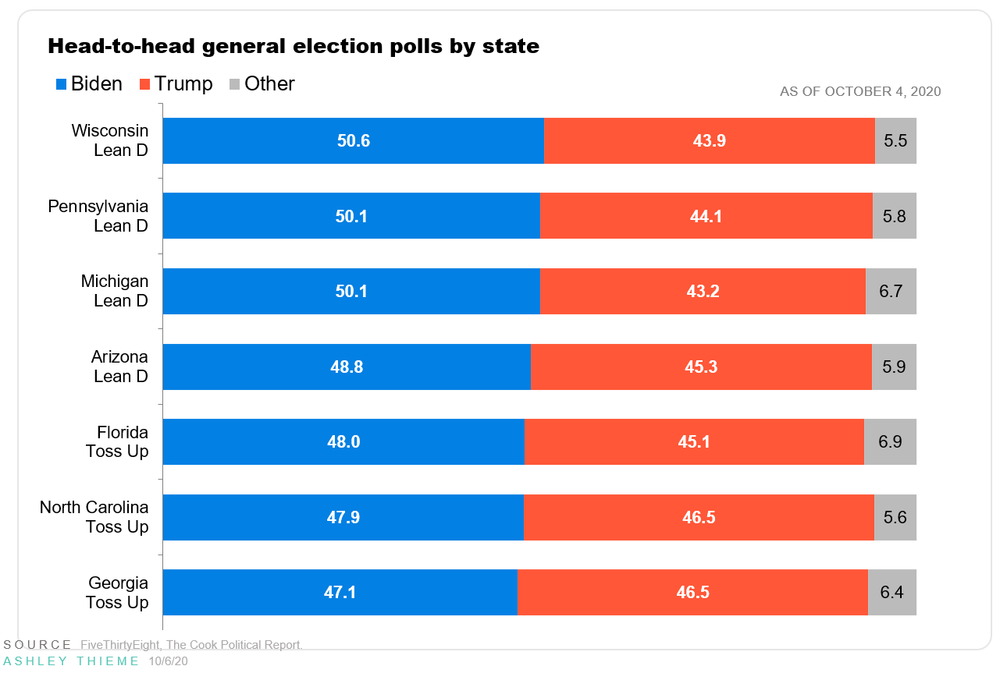 Head-to-head general election polls by state
Biden Trump Other
AS OF OCTOBER 4, 2020
Wisconsin
Lean D
50.6 43.9 5.5
Pennsylvania
Lean D
50.1 44.1 5.8
Michigan
Lean D
50.1 43.2 6.7
Arizona
Lean D
48.8 45.3 5.9
Florida
Toss Up
48.0 45.1 6.9
North Carolina
Toss Up
47.9 46.5 5.6
Georgia
Toss Up
47.1 46.5 6.4
SOURCE FiveThirtyEight, The Cook Political Report.
ASHLEY THIEME 10/6/20